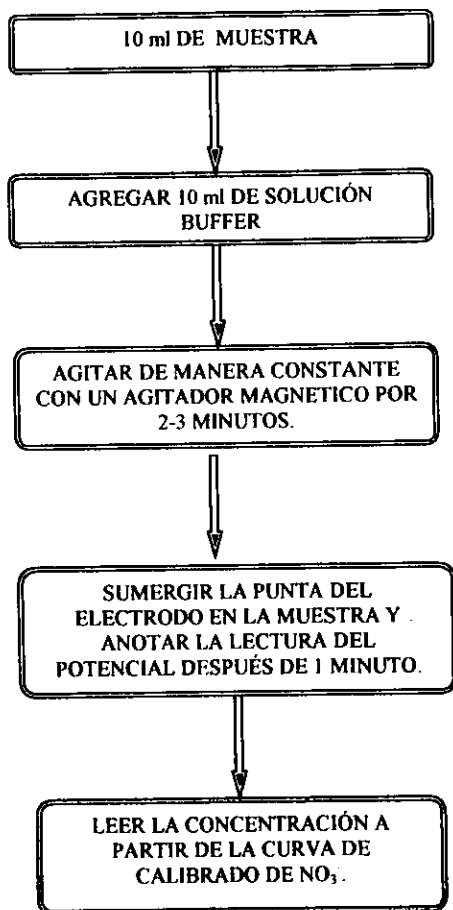 10 ml DE MUESTRA
AGREGAR 10 ml DE SOLUCIÓN
BUFFER
AGITAR DE MANERA CONSTANTE
CON UN AGITADOR MAGNETICO POR
2-3 MINUTOS.
SUMERGIR LA PUNTA DEL
ELECTRODO EN LA MUESTRA Y
ANOTAR LA LECTURA DEL
POTENCIAL DESPUÉS DE 1 MINUTO.
LEER LA CONCENTRACIÓN A
PARTIR DE LA CURVA DE
CALIBRADO DE NO₃.